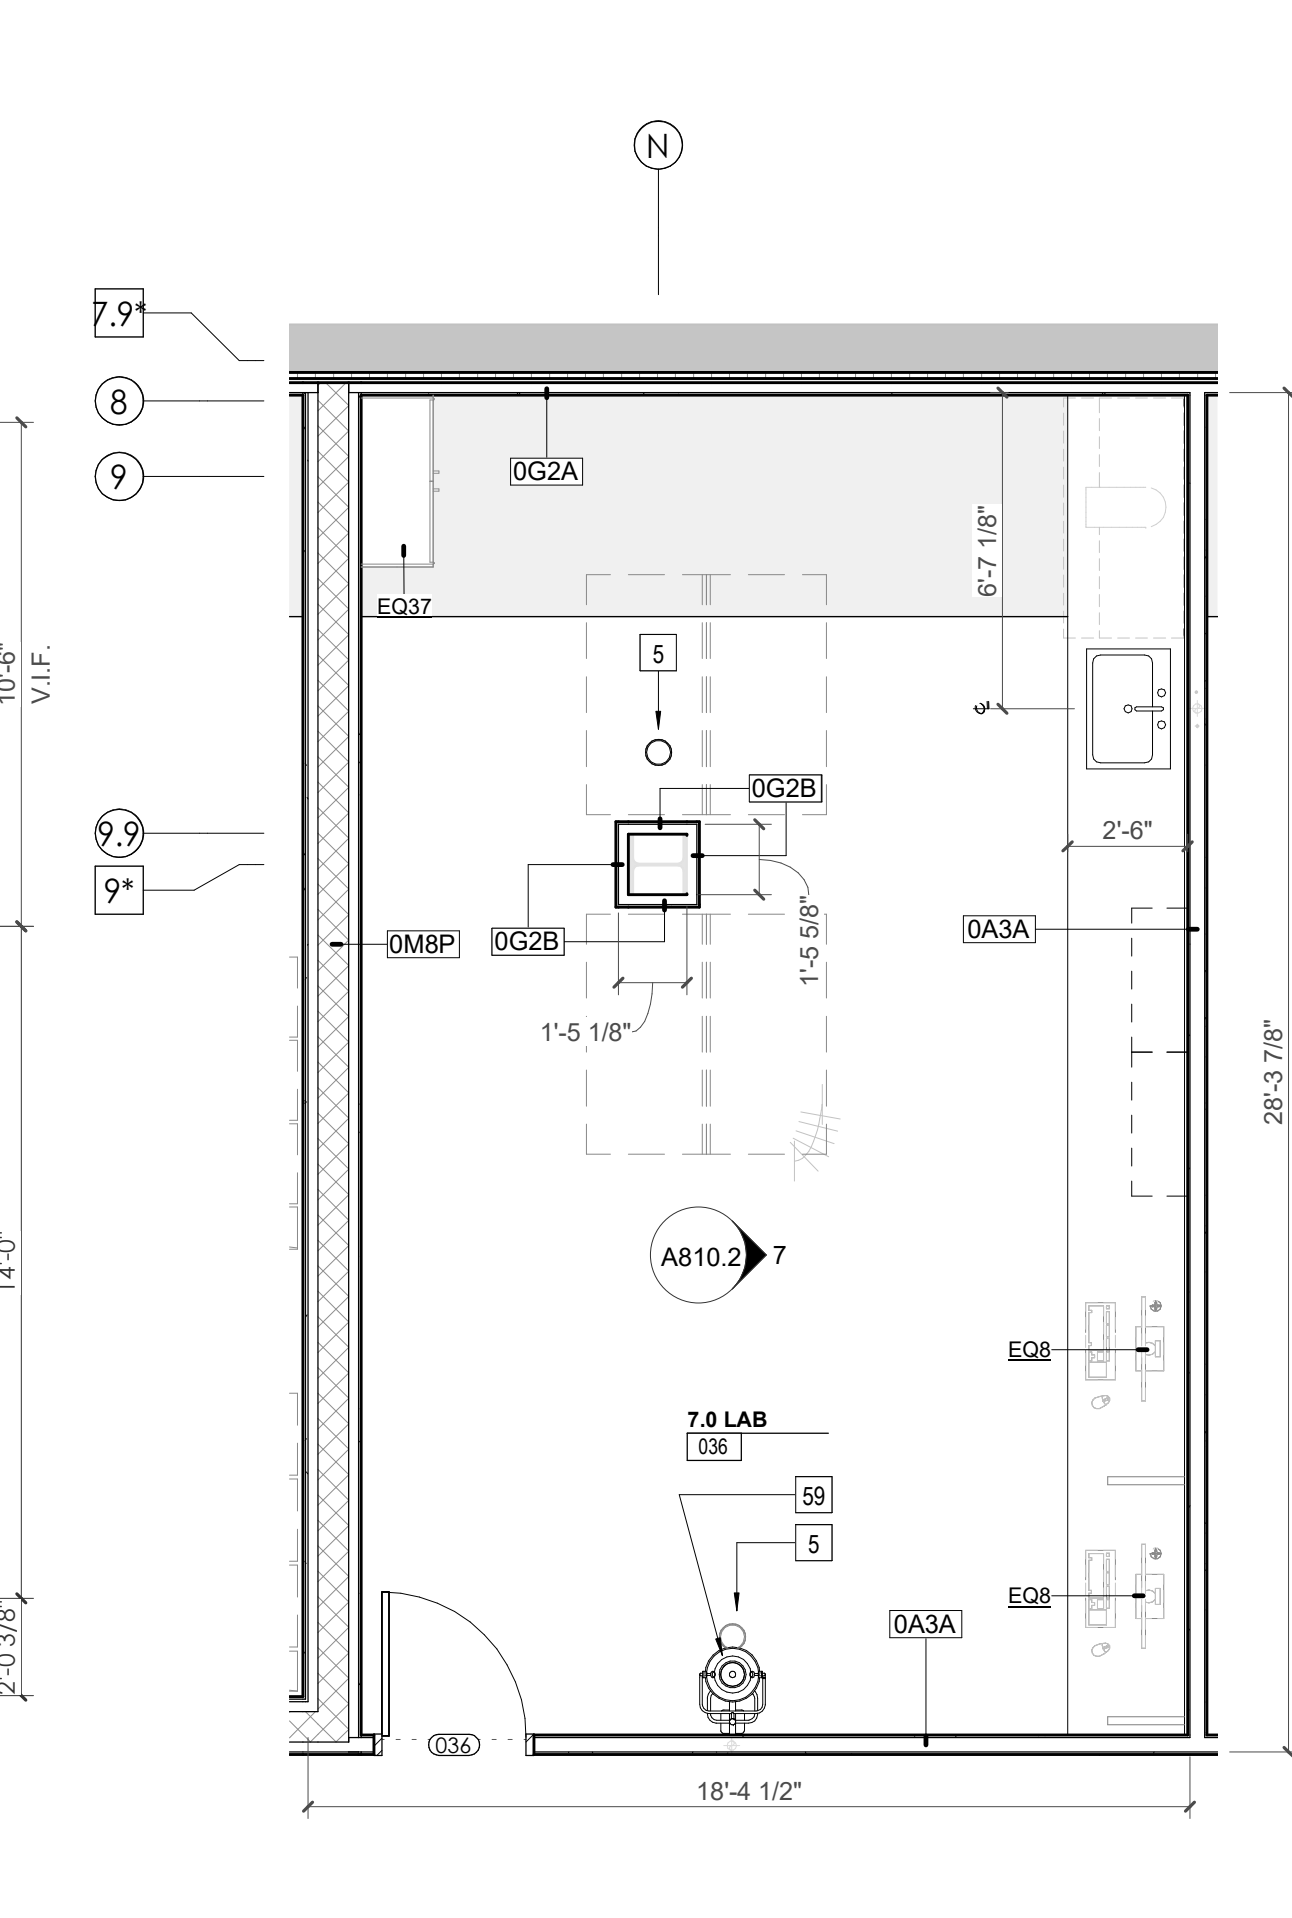 N
7.9*
8
9
0G2A
6'-7 1/8"
EQ37
10'-6"
V.I.F.
5
0G2B
9.9
2'-6"
9*
0M8P
0G2B
1'-5 5/8"
0A3A
1'-5 1/8"
28'-3 7/8"
14'-0"
A810.2
7
EQ8
7.0 LAB
036
59
5
EQ8
0A3A
2'-0 3/8"
036
18'-4 1/2"